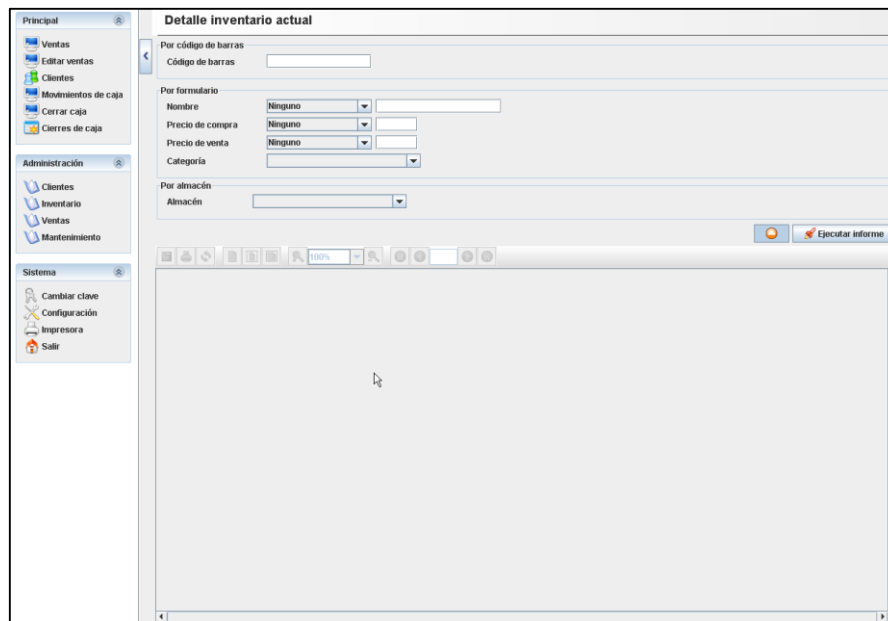 Principal
Ventas
Editar ventas
Clientes
Movimientos de caja
Cerrar caja
Cierres de caja
Administración
Clientes
Inventario
Ventas
Mantenimiento
Sistema
Cambiar clave
Configuración
Impresora
Salir
Detalle inventario actual
Por código de barras
Código de barras
Por formulario
Nombre Ninguno
Precio de compra Ninguno
Precio de venta Ninguno
Categoría
Por almacén
Almacén
Ejecutar informe
100%